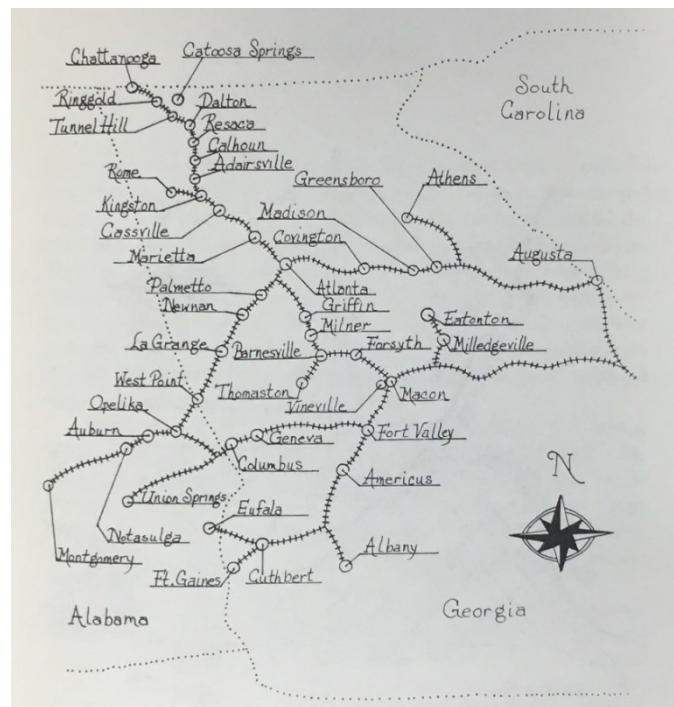 Chattanooga
Catoosa Springs
Ringgold
Dalton
Tunnel Hill
Resaca
Calhoun
Adairsville
Rome
Kingston
Cassville
Marietta
Greensboro
Athens
Madison
Covington
South
Carolina
Augusta
Palmetto
Newnan
Atlanta
Griffin
Milner
La Grange
Barnesville
Forsyth
Eatonton
Milledgeville
West Point
Thomaston
Vineville
Macon
Opelika
Auburn
Geneva
Fort Valley
Columbus
Union Springs
Americus
N
Eufala
Notasulga
Montgomery
Albany
Ft. Gaines
Cuthbert
Alabama
Georgia